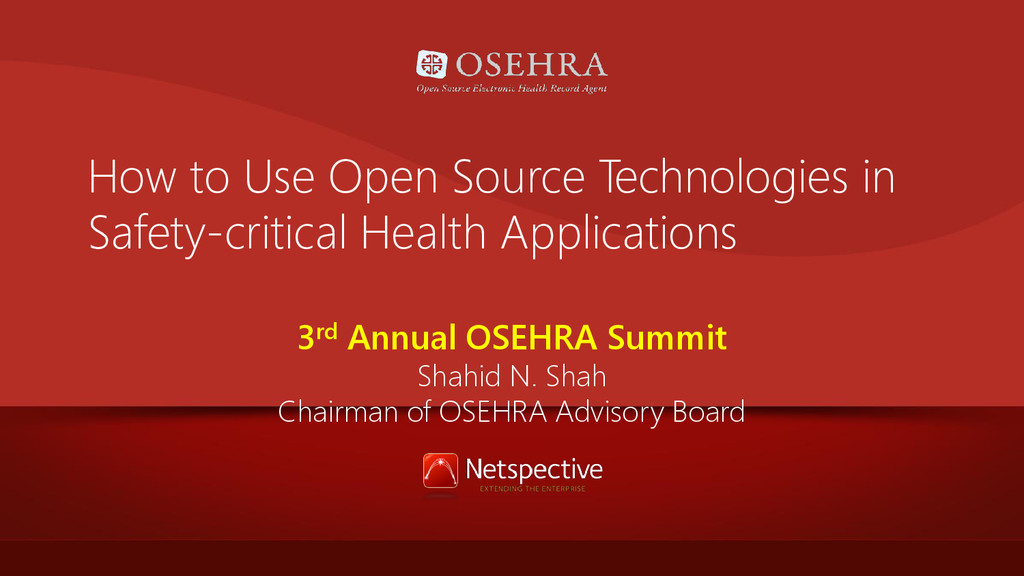 OSEHRA
Open Source Electronic Health Record Agent
How to Use Open Source Technologies in
Safety-critical Health Applications
3rd Annual OSEHRA Summit
Shahid N. Shah
Chairman of OSEHRA Advisory Board
Netspective
EXTENDING THE ENTERPRISE